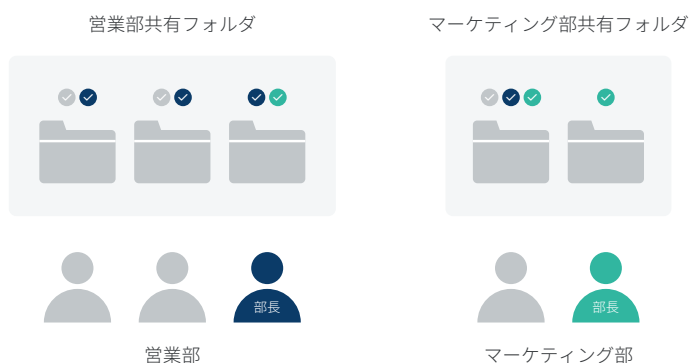 営業部共有フォルダ
マーケティング部共有フォルダ
部長
部長
営業部
マーケティング部